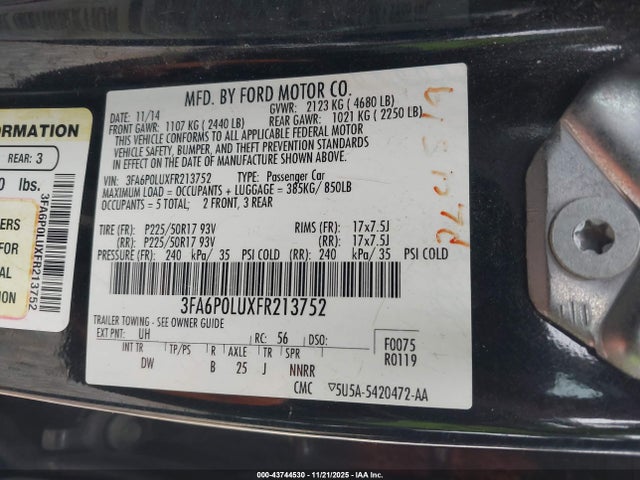 ORMATION
REAR: 3
0 lbs.
ERS
FOR
NAL
3FA6P0LUXFR213752
MFD. BY FORD MOTOR CO.
DATE: 11/14 GVWR: 2123 KG ( 4680 LB)
FRONT GAWR: 1107 KG ( 2440 LB) REAR GAWR: 1021 KG ( 2250 LB)
THIS VEHICLE CONFORMS TO ALL APPLICABLE FEDERAL MOTOR
VEHICLE SAFETY, BUMPER, AND THEFT PREVENTION STANDARDS
IN EFFECT ON THE DATE OF MANUFACTURE SHOWN ABOVE.
VIN: 3FA6P0LUXFR213752 TYPE: Passenger Car
MAXIMUM LOAD = OCCUPANTS + LUGGAGE = 385KG/ 850LB
OCCUPANTS = 5 TOTAL; 2 FRONT, 3 REAR
TIRE (FR): P225/50R17 93V RIMS (FR): 17x7.5J
(RR): P225/50R17 93V (RR): 17x7.5J
PRESSURE (FR): 240 kPa/ 35 PSI COLD (RR): 240 kPa/ 35 PSI COLD
3FA6P0LUXFR213752
TRAILER TOWING - SEE OWNER GUIDE
EXT PNT: UH RC: 56 DSO: F0075
INT TR TP/PS R AXLE TR SPR R0119
DW B 25 J NNRR
CMC ▽5U5A-5420472-AA
000-43744530 - 11/21/2025 - IAA Inc.